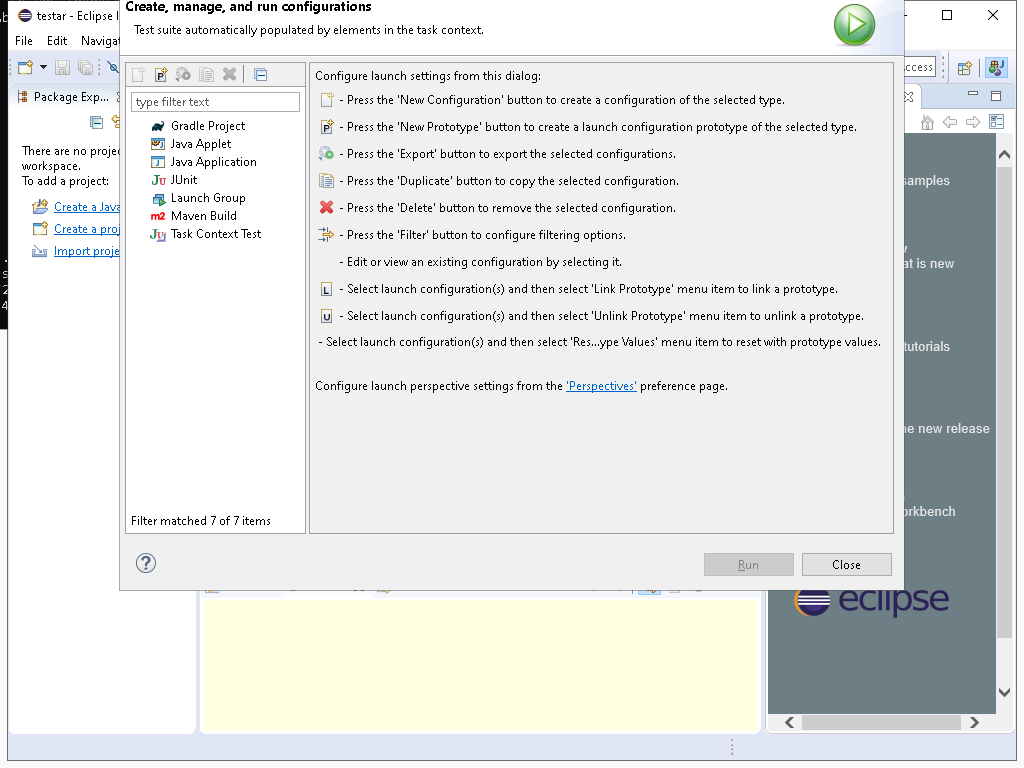 Create, manage, and run configurations
testar - Eclipse
Test suite automatically populated by elements in the task context.
File Edit
Package Exp...
type filter text
Gradle Project
Java Applet
Java Application
JUnit
Launch Group
Maven Build
Task Context Test
Filter matched 7 of 7 items
There are no
workspace.
To add a project:
Create a Java
Create a
Import
Configure launch settings from this dialog:
- Press the 'New Configuration' button to create a configuration of the selected type.
- Press the 'New Prototype' button to create a launch configuration prototype of the selected type.
- Press the 'Export' button to export the selected configurations.
- Press the 'Duplicate' button to copy the selected configuration.
- Press the 'Delete' button to remove the selected configuration.
- Press the 'Filter' button to configure filtering options.
- Edit or view an existing configuration by selecting it.
L - Select launch configuration(s) and then select 'Link Prototype' menu item to link a prototype.
U - Select launch configuration(s) and then select 'Unlink Prototype' menu item to unlink a prototype.
- Select launch configuration(s) and then select 'Res...ype Values' menu item to reset with prototype values.
Configure launch perspective settings from the 'Perspectives' preference page.
Run Close
is new
tutorials
new release
eclipse